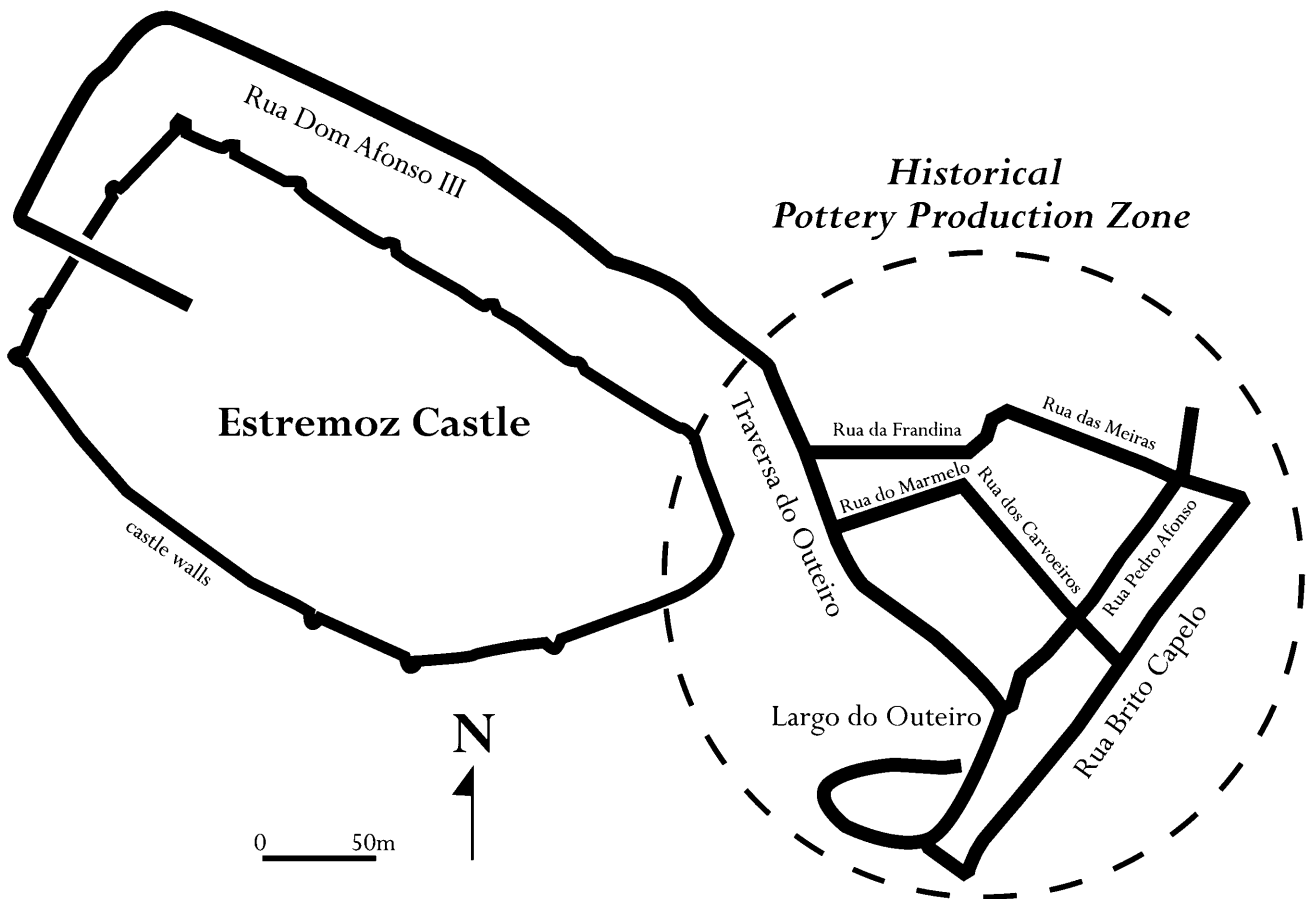 Rua Dom Afonso III
Historical
Pottery Production Zone
Estremoz Castle
Traversa do Outeiro
Rua da Frandina
Rua das Meiras
Rua do Marmelo
Rua dos Carvoeiros
Rua Pedro Afonso
castle walls
Rua Brito Capelo
Largo do Outeiro
N
0 50m